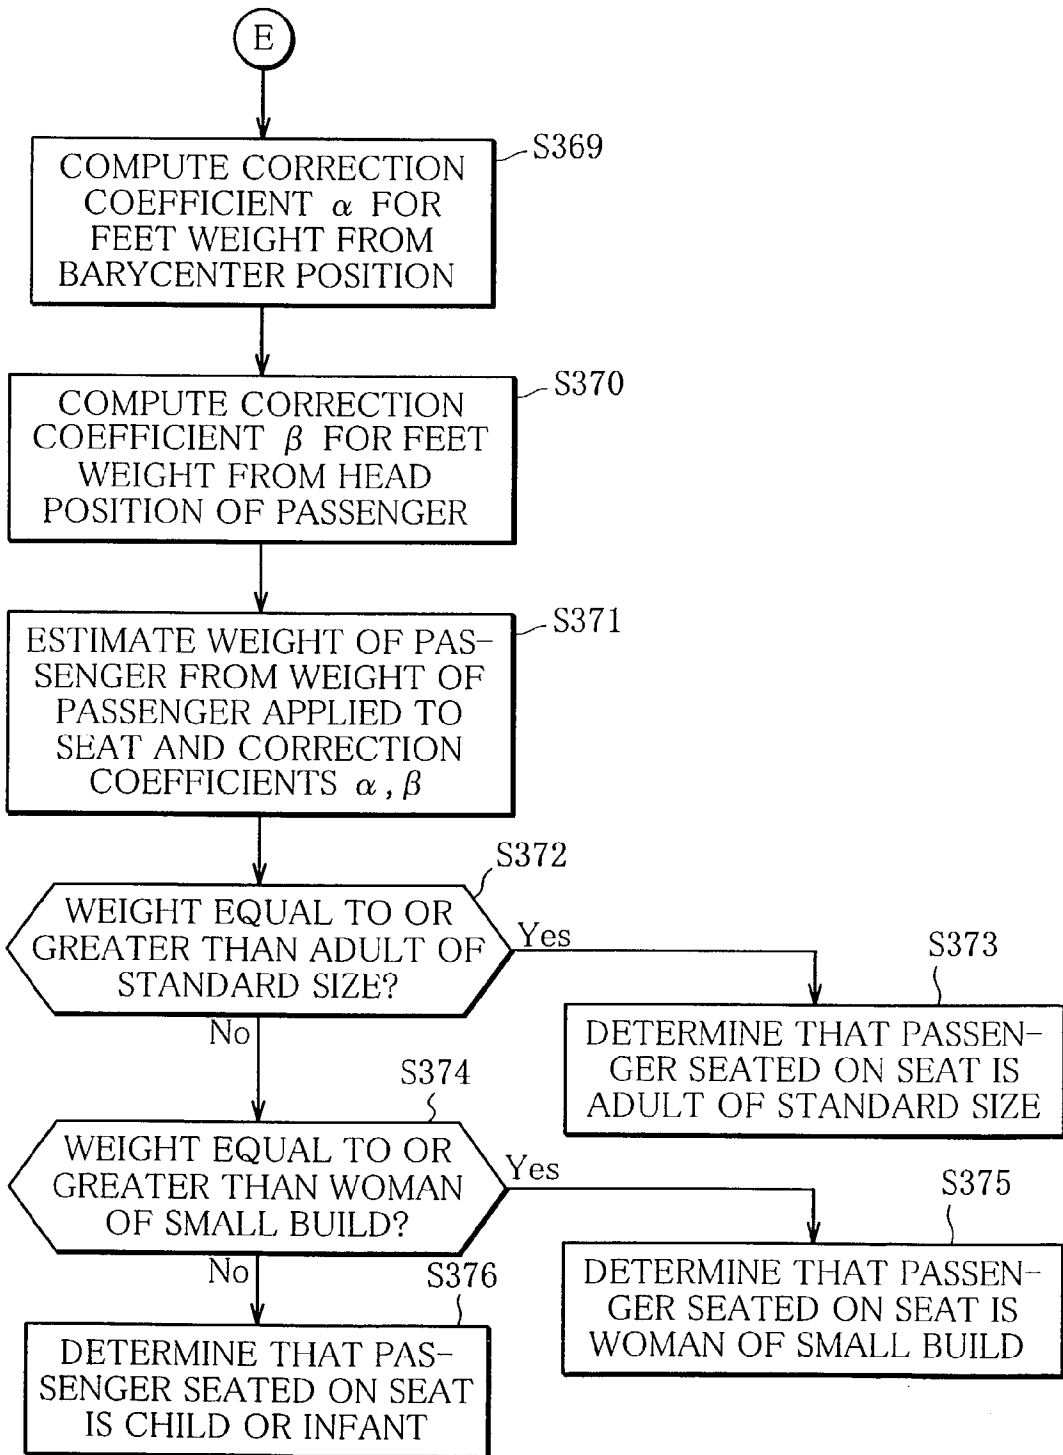 E
S369
COMPUTE CORRECTION
COEFFICIENT α FOR
FEET WEIGHT FROM
BARYCENTER POSITION
S370
COMPUTE CORRECTION
COEFFICIENT β FOR FEET
WEIGHT FROM HEAD
POSITION OF PASSENGER
S371
ESTIMATE WEIGHT OF PAS-
SENGER FROM WEIGHT OF
PASSENGER APPLIED TO
SEAT AND CORRECTION
COEFFICIENTS α, β
S372
WEIGHT EQUAL TO OR
GREATER THAN ADULT OF
STANDARD SIZE?
Yes
No
S373
DETERMINE THAT PASSEN-
GER SEATED ON SEAT IS
ADULT OF STANDARD SIZE
S374
WEIGHT EQUAL TO OR
GREATER THAN WOMAN
OF SMALL BUILD?
Yes
No
S375
DETERMINE THAT PASSEN-
GER SEATED ON SEAT IS
WOMAN OF SMALL BUILD
S376
DETERMINE THAT PAS-
SENGER SEATED ON SEAT
IS CHILD OR INFANT